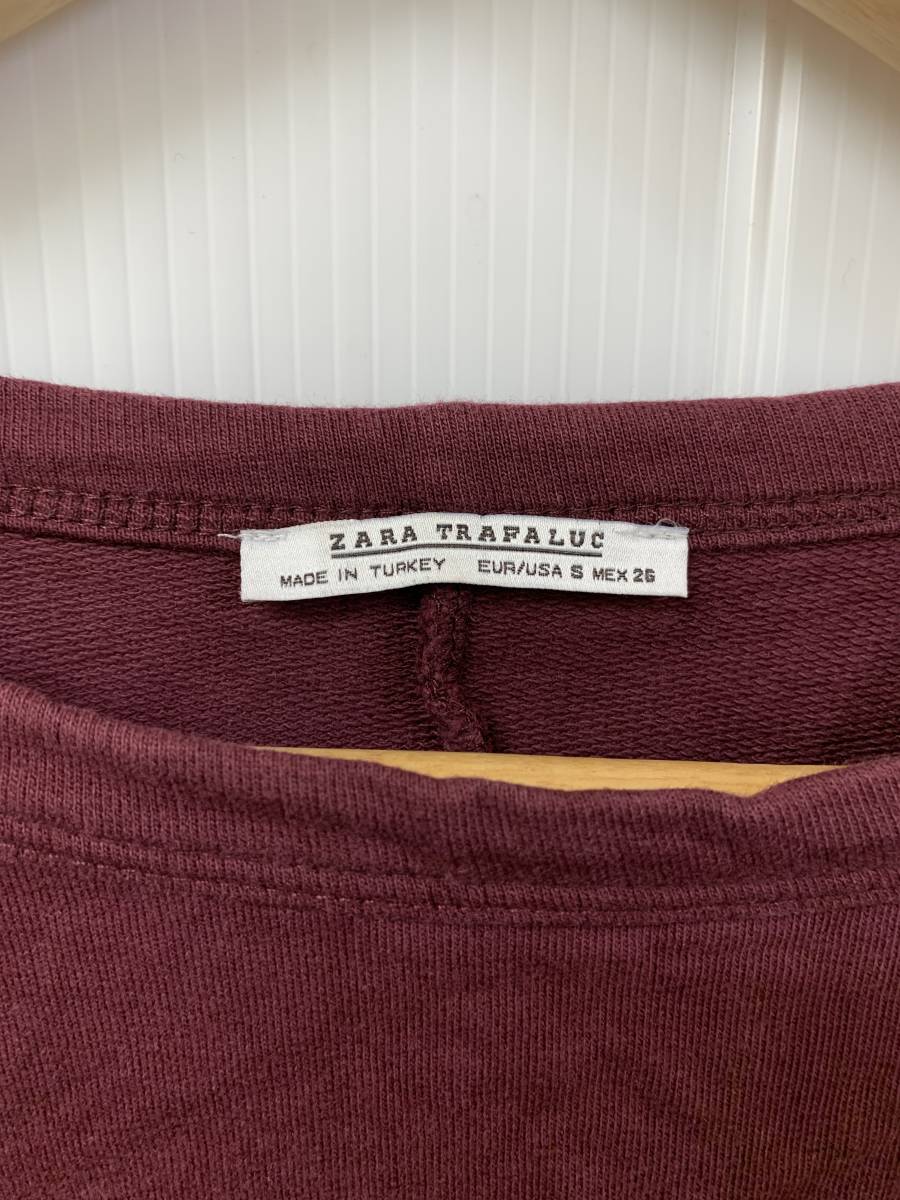 ZARA TRAFALUC
MADE IN TURKEY EUR/USA S MEX 26